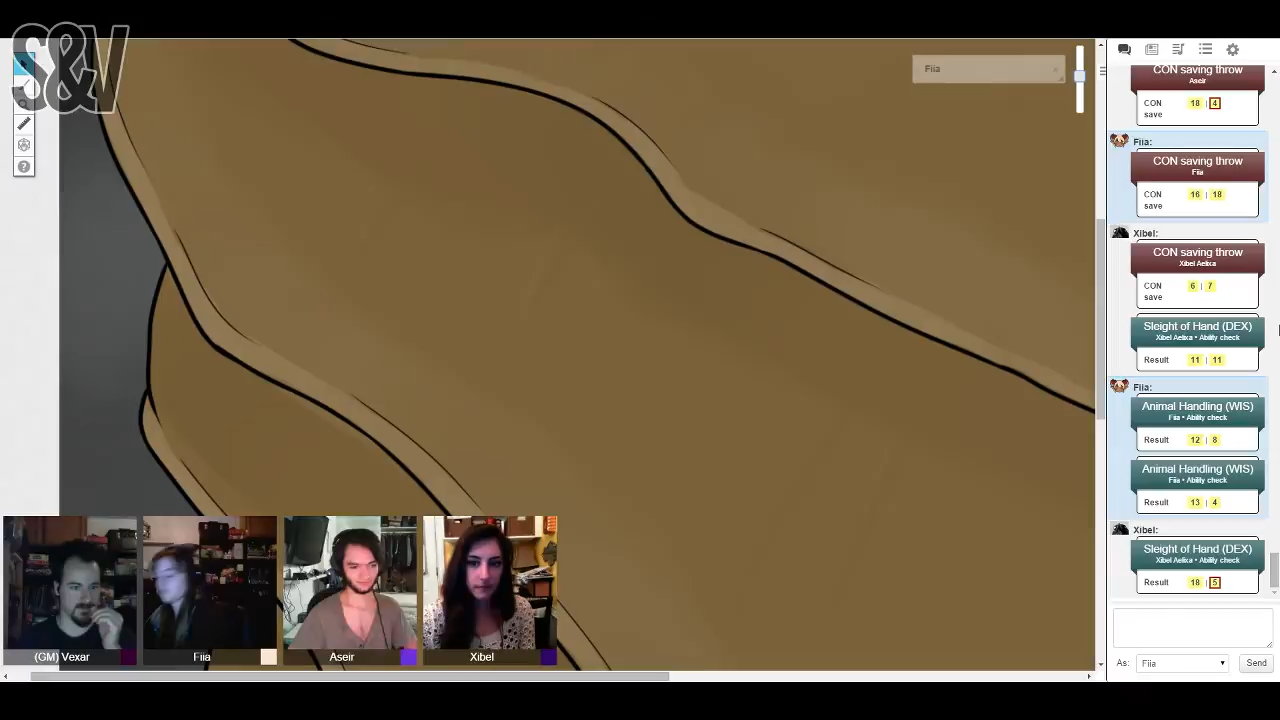 S&V
Fiia
CON saving throw
Aseir
CON save
18 | 4
Fiia:
CON saving throw
Fiia
CON save
16 | 18
Xibel:
CON saving throw
Xibel Aelixa
CON save
6 | 7
Sleight of Hand (DEX)
Xibel Aelixa • Ability check
Result 11 | 11
Fiia:
Animal Handling (WIS)
Fiia • Ability check
Result 12 | 8
Animal Handling (WIS)
Fiia • Ability check
Result 13 | 4
Xibel:
Sleight of Hand (DEX)
Xibel Aelixa • Ability check
Result 18 | 5
As: Fiia Send
(GM) Vexar
Fiia
Aseir
Xibel